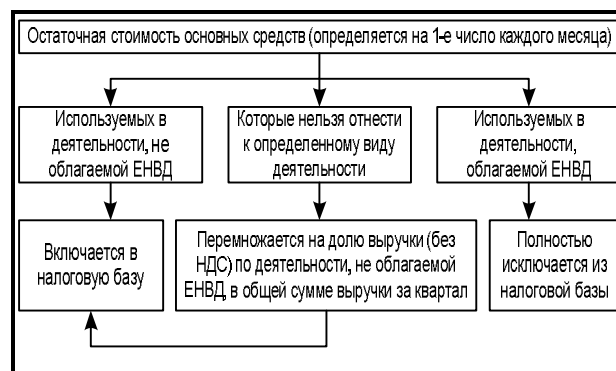 Остаточная стоимость основных средств (определяется на 1-е число каждого месяца)
Используемых в
деятельности, не
облагаемой ЕНВД
Которые нельзя отнести
к определенному виду
деятельности
Используемых в
деятельности,
облагаемой ЕНВД
Включается в
налоговую базу
Перемножается на долю выручки (без
НДС) по деятельности, не облагаемой
ЕНВД, в общей сумме выручки за квартал
Полностью
исключается из
налоговой базы